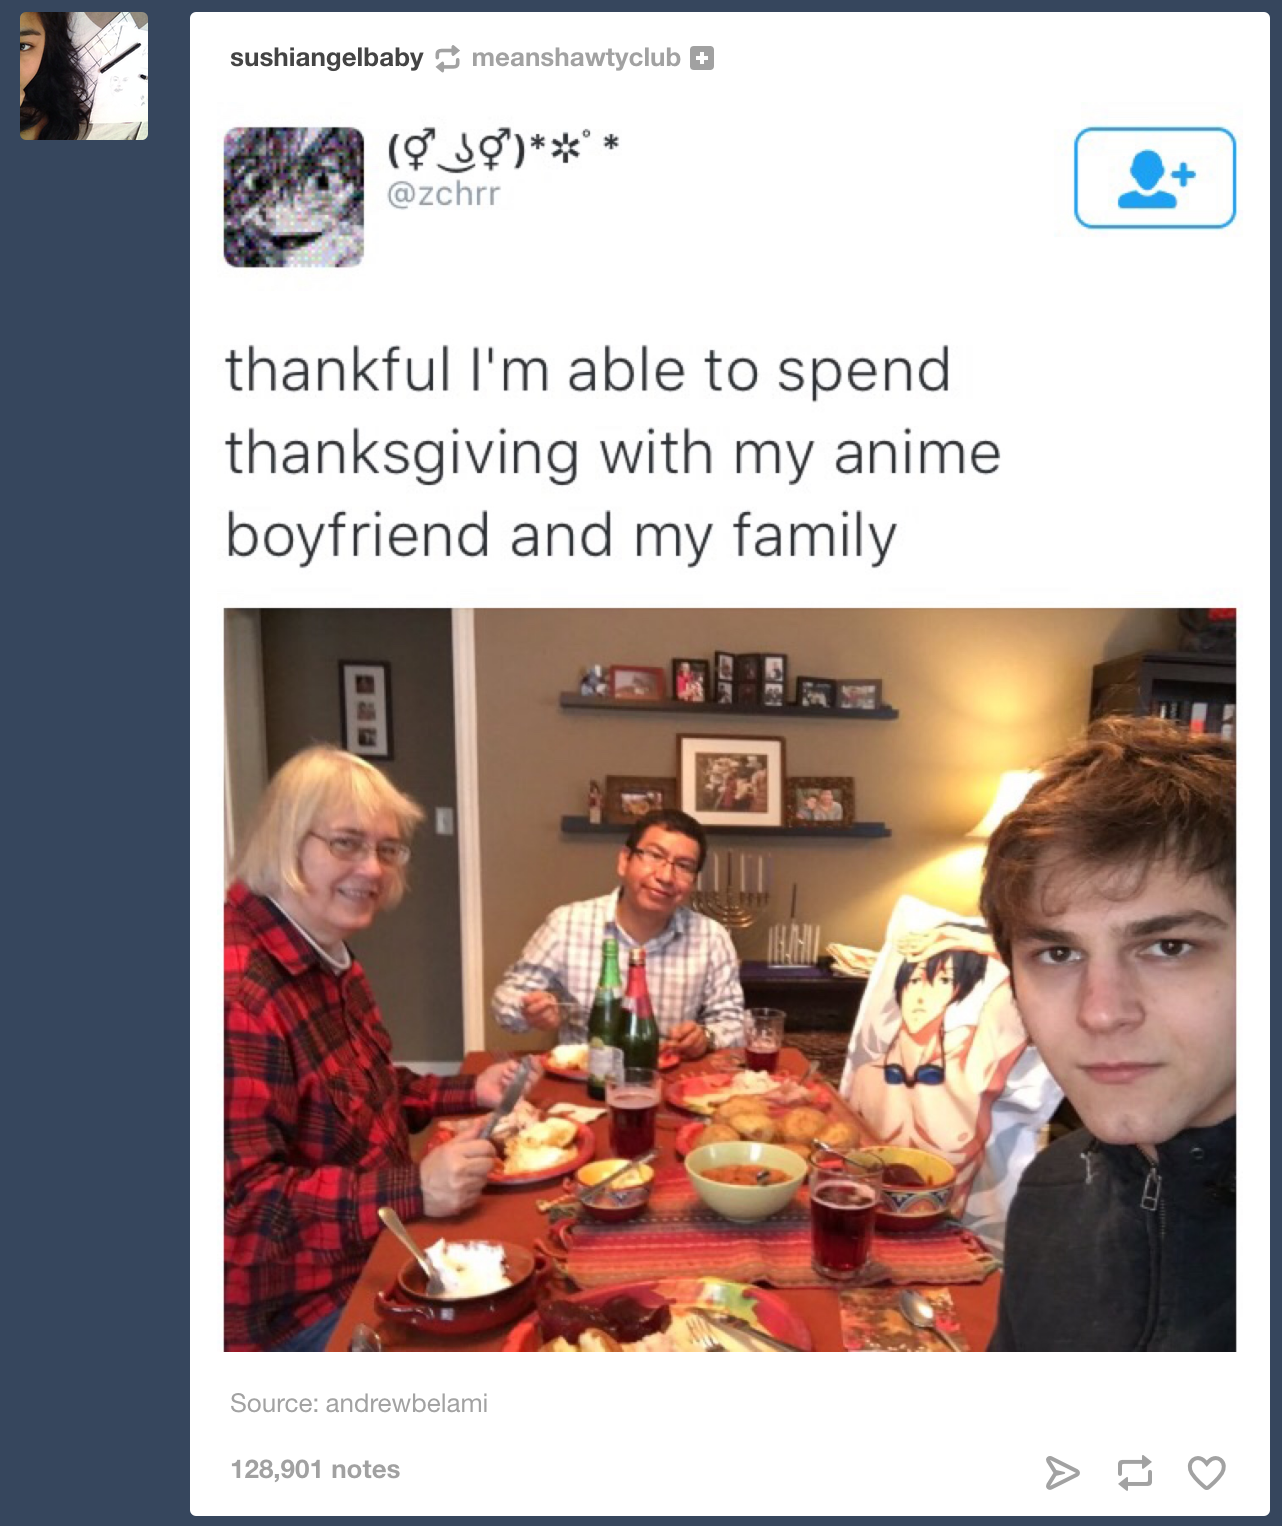 sushiangelbaby meanshawtyclub
(⚥ ͜ʖ⚥)*✲ﾟ*
@zchrr
thankful I'm able to spend
thanksgiving with my anime
boyfriend and my family
Source: andrewbelami
128,901 notes